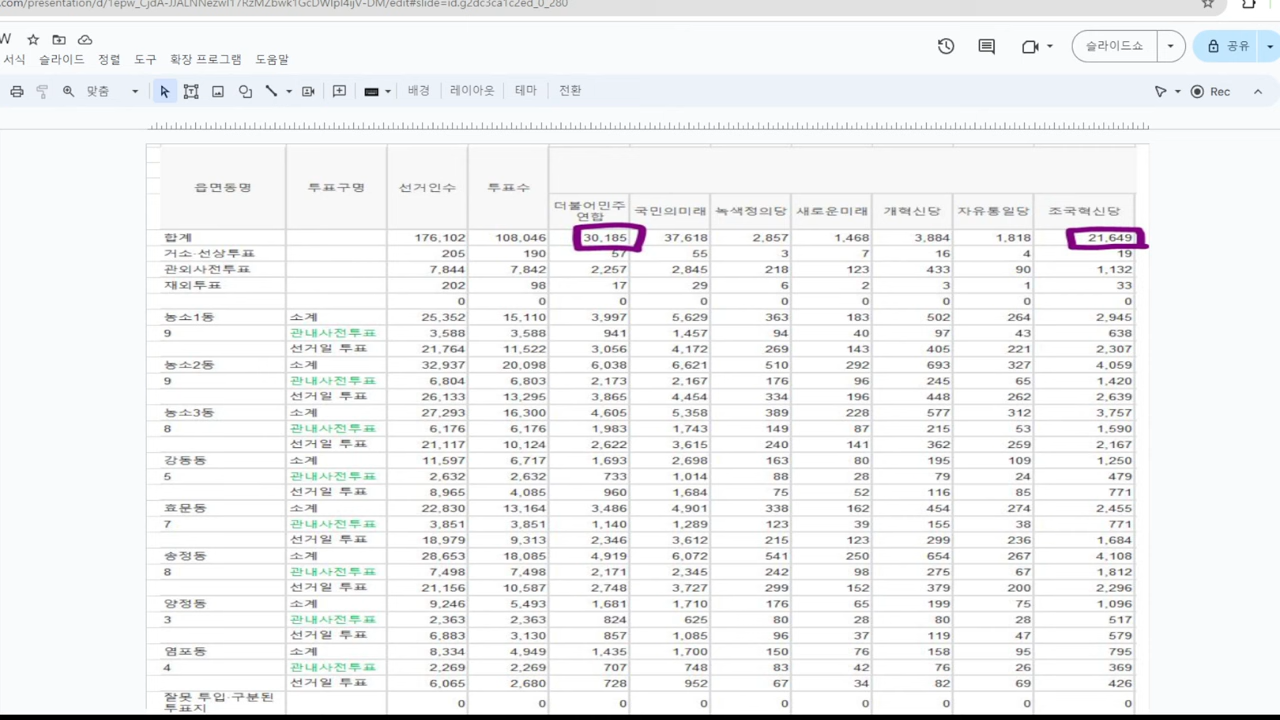 .com/presentation/d/1epw_CjdA-JJALNNezwI17RzMZbwk1GcDWlpI4ijV-DM/edit#slide=id.g2dc3ca1c2ed_0_280
W
서식 슬라이드 정렬 도구 확장 프로그램 도움말
슬라이드쇼 공유
맞춤 배경 레이아웃 테마 전환 Rec
읍면동명 투표구명 선거인수 투표수 더불어민주연합 국민의미래 녹색정의당 새로운미래 개혁신당 자유통일당 조국혁신당
합계 176,102 108,046 30,185 37,618 2,857 1,468 3,884 1,818 21,649
거소·선상투표 205 190 57 55 3 7 16 4 19
관외사전투표 7,844 7,842 2,257 2,845 218 123 433 90 1,132
재외투표 202 98 17 29 6 2 3 1 33
0 0 0 0 0 0 0 0 0
농소1동 소계 25,352 15,110 3,997 5,629 363 183 502 264 2,945
9 관내사전투표 3,588 3,588 941 1,457 94 40 97 43 638
선거일 투표 21,764 11,522 3,056 4,172 269 143 405 221 2,307
농소2동 소계 32,937 20,098 6,038 6,621 510 292 693 327 4,059
9 관내사전투표 6,804 6,803 2,173 2,167 176 96 245 65 1,420
선거일 투표 26,133 13,295 3,865 4,454 334 196 448 262 2,639
농소3동 소계 27,293 16,300 4,605 5,358 389 228 577 312 3,757
8 관내사전투표 6,176 6,176 1,983 1,743 149 87 215 53 1,590
선거일 투표 21,117 10,124 2,622 3,615 240 141 362 259 2,167
강동동 소계 11,597 6,717 1,693 2,698 163 80 195 109 1,250
5 관내사전투표 2,632 2,632 733 1,014 88 28 79 24 479
선거일 투표 8,965 4,085 960 1,684 75 52 116 85 771
효문동 소계 22,830 13,164 3,486 4,901 338 162 454 274 2,455
7 관내사전투표 3,851 3,851 1,140 1,289 123 39 155 38 771
선거일 투표 18,979 9,313 2,346 3,612 215 123 299 236 1,684
송정동 소계 28,653 18,085 4,919 6,072 541 250 654 267 4,108
8 관내사전투표 7,498 7,498 2,171 2,345 242 98 275 67 1,812
선거일 투표 21,156 10,587 2,748 3,727 299 152 379 200 2,296
양정동 소계 9,246 5,493 1,681 1,710 176 65 199 75 1,096
3 관내사전투표 2,363 2,363 824 625 80 28 80 28 517
선거일 투표 6,883 3,130 857 1,085 96 37 119 47 579
염포동 소계 8,334 4,949 1,435 1,700 150 76 158 95 795
4 관내사전투표 2,269 2,269 707 748 83 42 76 26 369
선거일 투표 6,065 2,680 728 952 67 34 82 69 426
잘못 투입·구분된 투표지 0 0 0 0 0 0 0 0 0